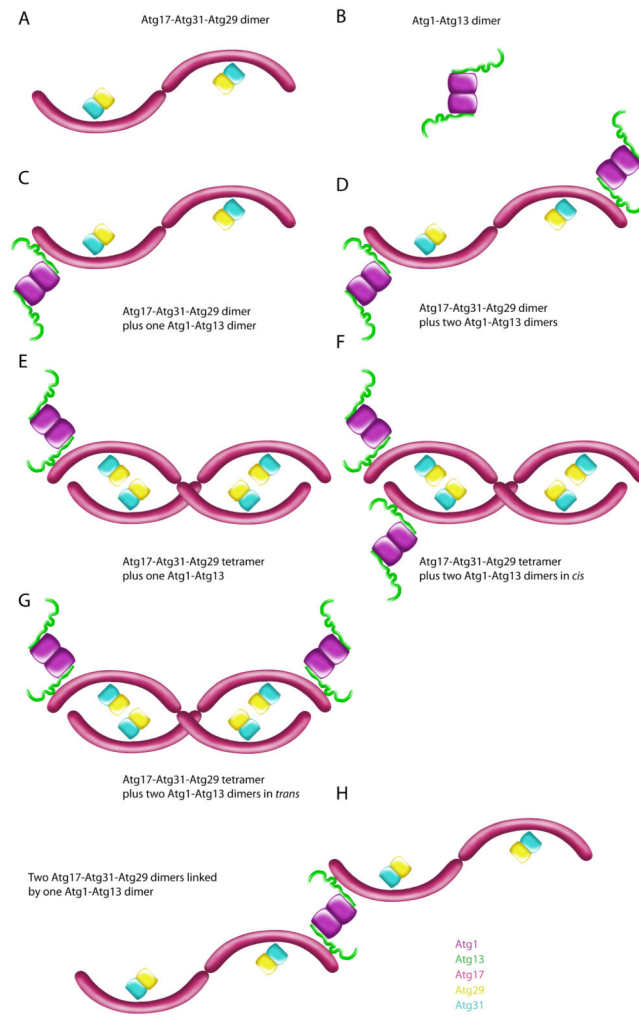 A
Atg17-Atg31-Atg29 dimer
B
Atg1-Atg13 dimer
C
Atg17-Atg31-Atg29 dimer
plus one Atg1-Atg13 dimer
D
Atg17-Atg31-Atg29 dimer
plus two Atg1-Atg13 dimers
E
Atg17-Atg31-Atg29 tetramer
plus one Atg1-Atg13
F
Atg17-Atg31-Atg29 tetramer
plus two Atg1-Atg13 dimers in cis
G
Atg17-Atg31-Atg29 tetramer
plus two Atg1-Atg13 dimers in trans
H
Two Atg17-Atg31-Atg29 dimers linked
by one Atg1-Atg13 dimer
Atg1
Atg13
Atg17
Atg29
Atg31